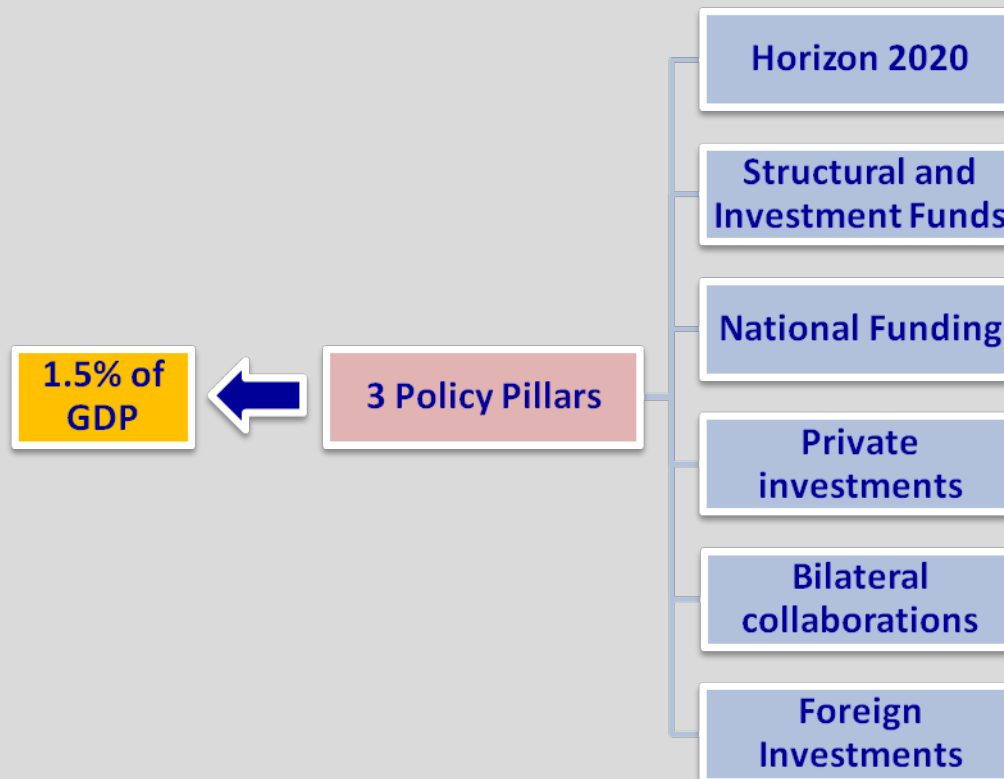 Horizon 2020
Structural and
Investment Funds
National Funding
1.5% of
GDP
3 Policy Pillars
Private
investments
Bilateral
collaborations
Foreign
Investments